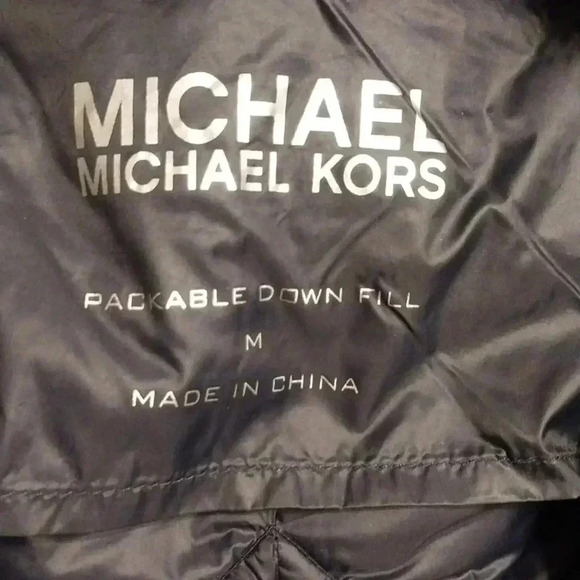 MICHAEL
MICHAEL KORS
PACKABLE DOWN FILL
M
MADE IN CHINA